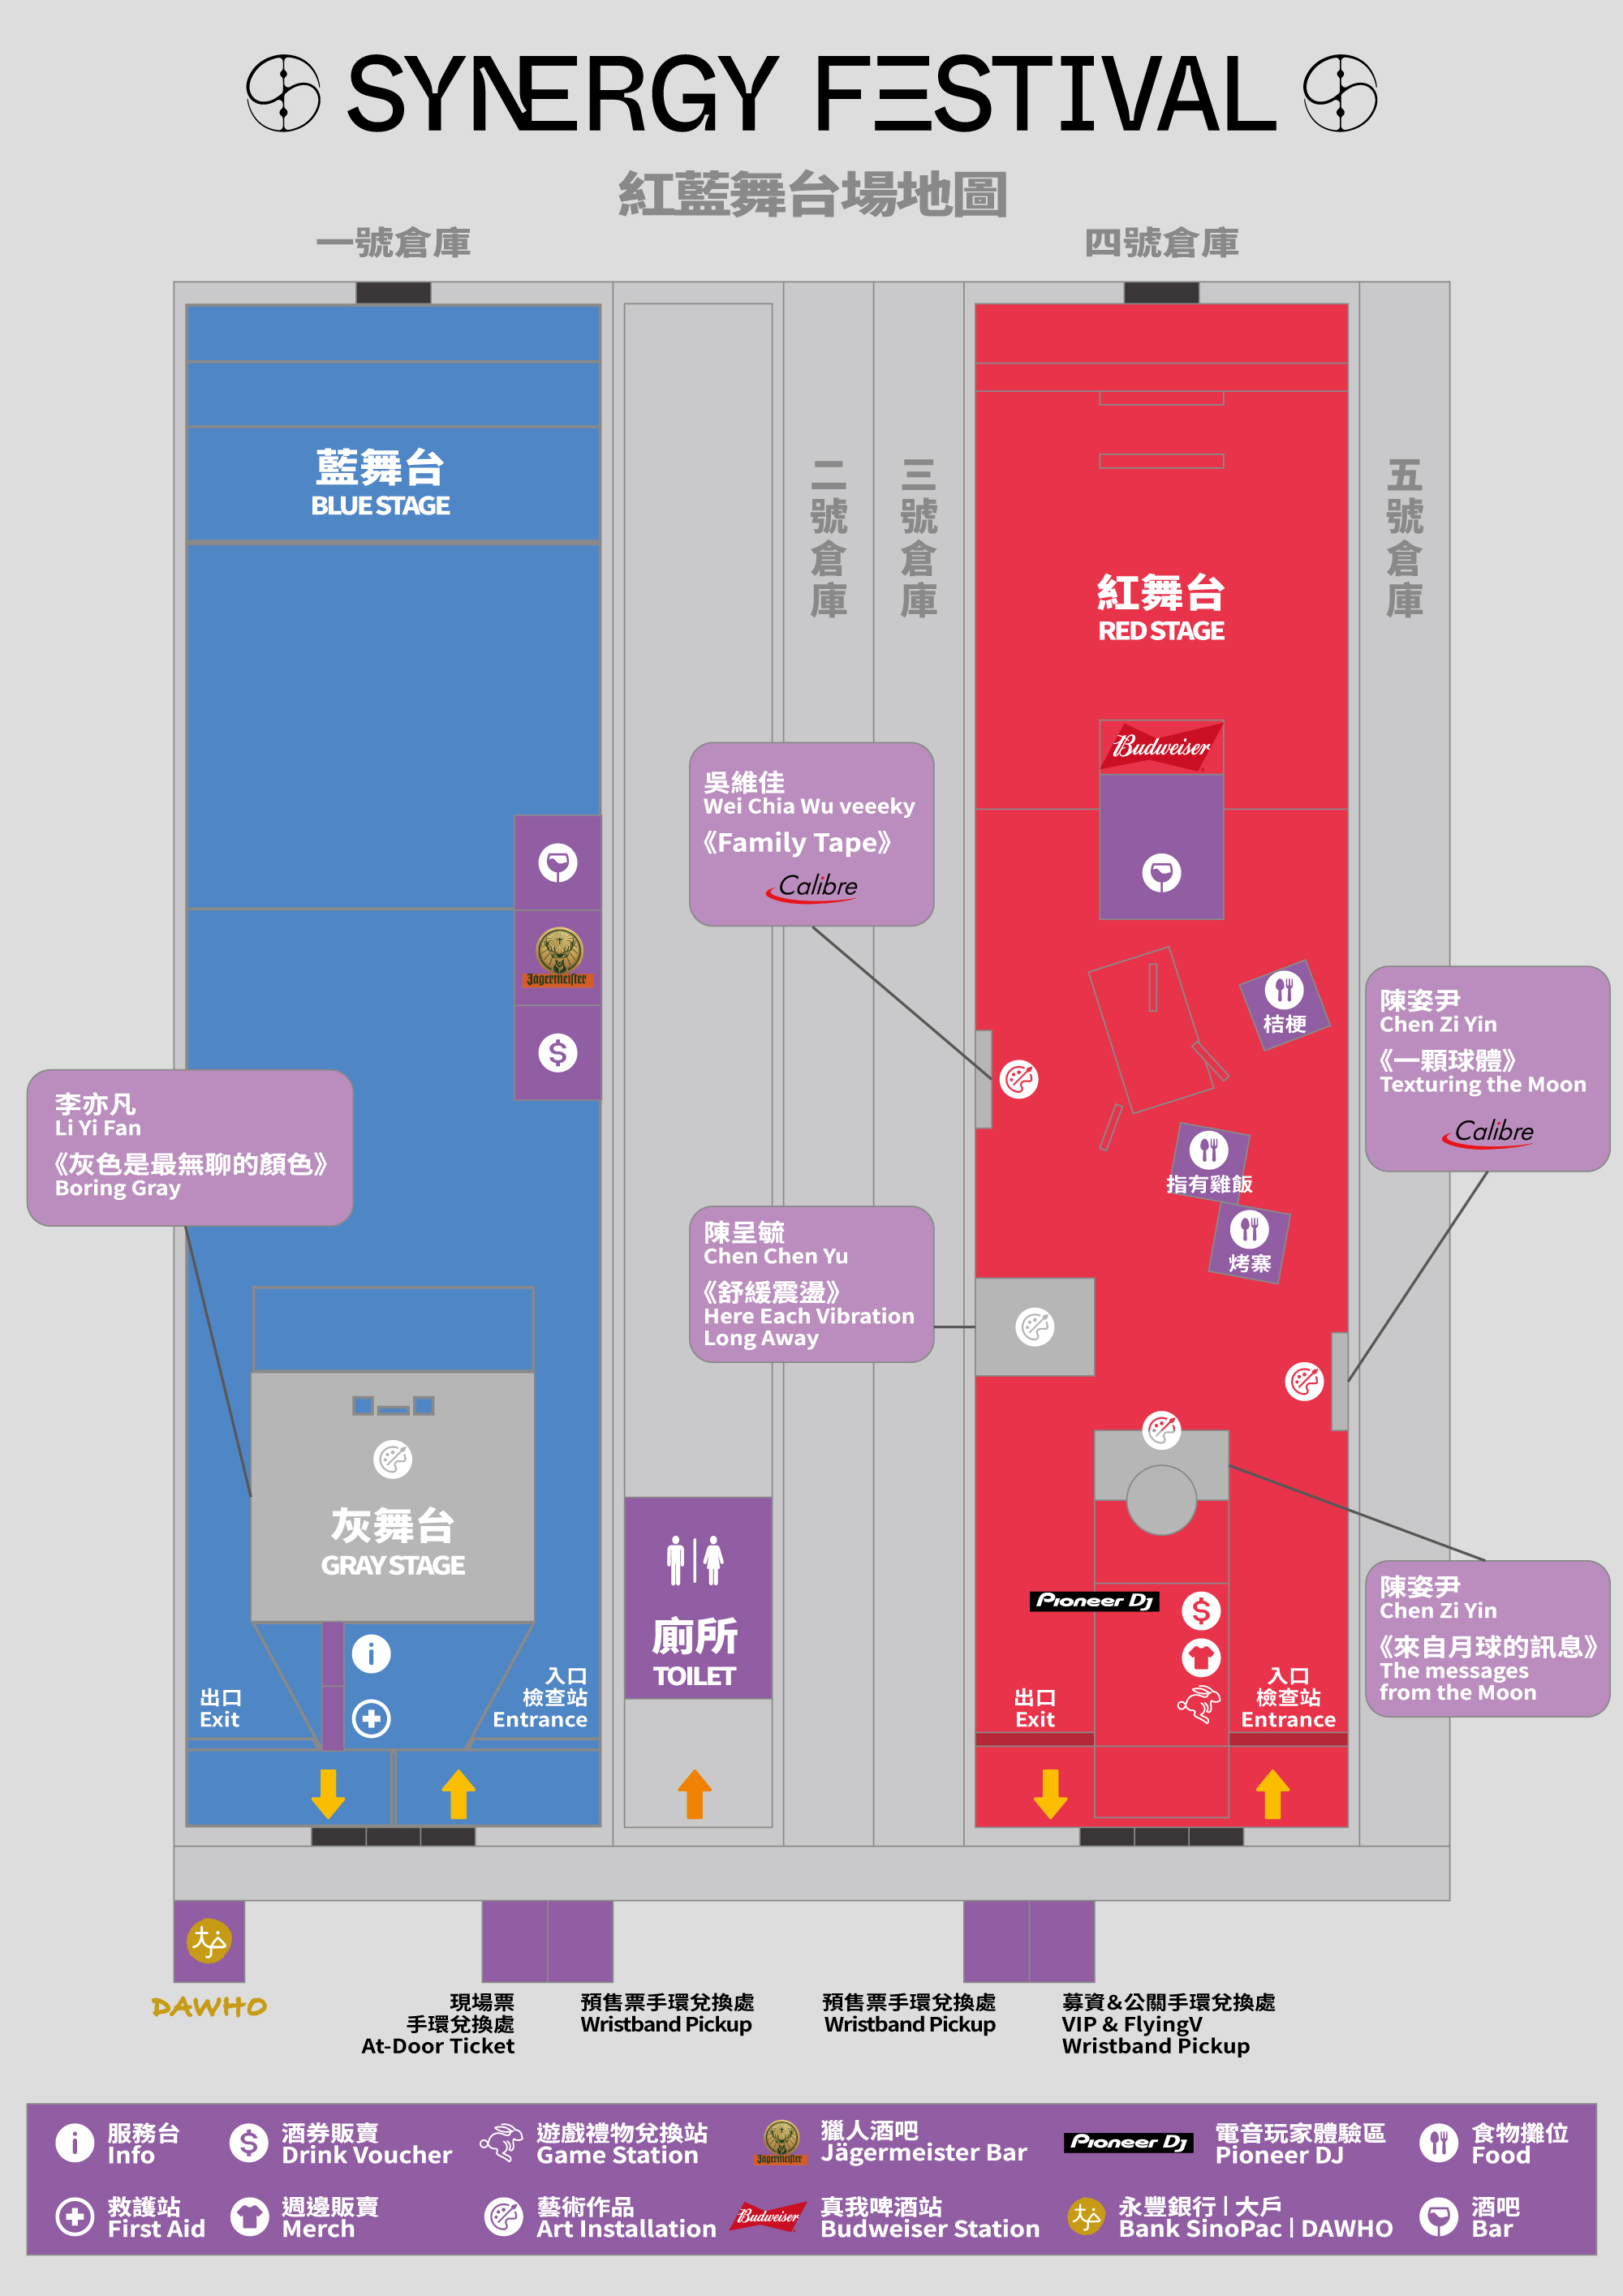 SYNERGY FESTIVAL
紅藍舞台場地圖
一號倉庫
四號倉庫
藍舞台
BLUE STAGE
二號倉庫
三號倉庫
五號倉庫
紅舞台
RED STAGE
Budweiser
吳維佳
Wei Chia Wu veeeky
《Family Tape》
Calibre
Jägermeister
桔梗
陳姿尹
Chen Zi Yin
《一顆球體》
Texturing the Moon
Calibre
李亦凡
Li Yi Fan
《灰色是最無聊的顏色》
Boring Gray
指有雞飯
烤寨
陳呈毓
Chen Chen Yu
《舒緩震盪》
Here Each Vibration
Long Away
灰舞台
GRAY STAGE
廁所
TOILET
Pioneer Dj
陳姿尹
Chen Zi Yin
《來自月球的訊息》
The messages
from the Moon
出口
Exit
入口
檢查站
Entrance
出口
Exit
入口
檢查站
Entrance
大戶
DAWHO
現場票
手環兌換處
At-Door Ticket
預售票手環兌換處
Wristband Pickup
預售票手環兌換處
Wristband Pickup
募資&公關手環兌換處
VIP & FlyingV
Wristband Pickup
服務台
Info
酒券販賣
Drink Voucher
遊戲禮物兌換站
Game Station
Jägermeister
獵人酒吧
Jägermeister Bar
Pioneer Dj
電音玩家體驗區
Pioneer DJ
食物攤位
Food
救護站
First Aid
週邊販賣
Merch
藝術作品
Art Installation
Budweiser
真我啤酒站
Budweiser Station
大戶
永豐銀行 | 大戶
Bank SinoPac | DAWHO
酒吧
Bar